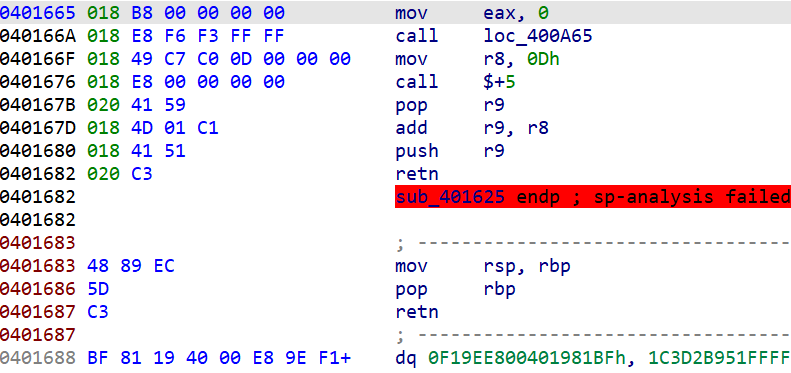 0401665 018 B8 00 00 00 00 mov eax, 0
040166A 018 E8 F6 F3 FF FF call loc_400A65
040166F 018 49 C7 C0 0D 00 00 00 mov r8, 0Dh
0401676 018 E8 00 00 00 00 call $+5
040167B 020 41 59 pop r9
040167D 018 4D 01 C1 add r9, r8
0401680 018 41 51 push r9
0401682 020 C3 retn
0401682 sub_401625 endp ; sp-analysis failed
0401682
0401683 ; ----------------------------------
0401683 48 89 EC mov rsp, rbp
0401686 5D pop rbp
0401687 C3 retn
0401687 ; ----------------------------------
0401688 BF 81 19 40 00 E8 9E F1+ dq 0F19EE800401981BFh, 1C3D2B951FFFF